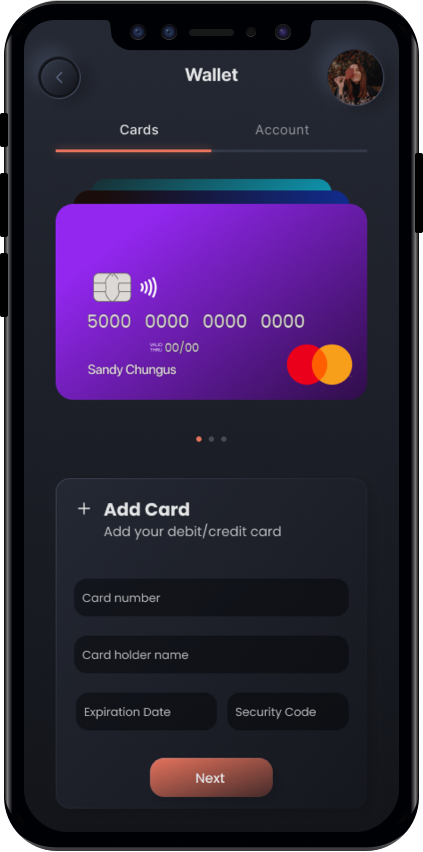 Wallet
Cards Account
5000 0000 0000 0000
VALID
THRU 00/00
Sandy Chungus
Add Card
Add your debit/credit card
Card number
Card holder name
Expiration Date Security Code
Next